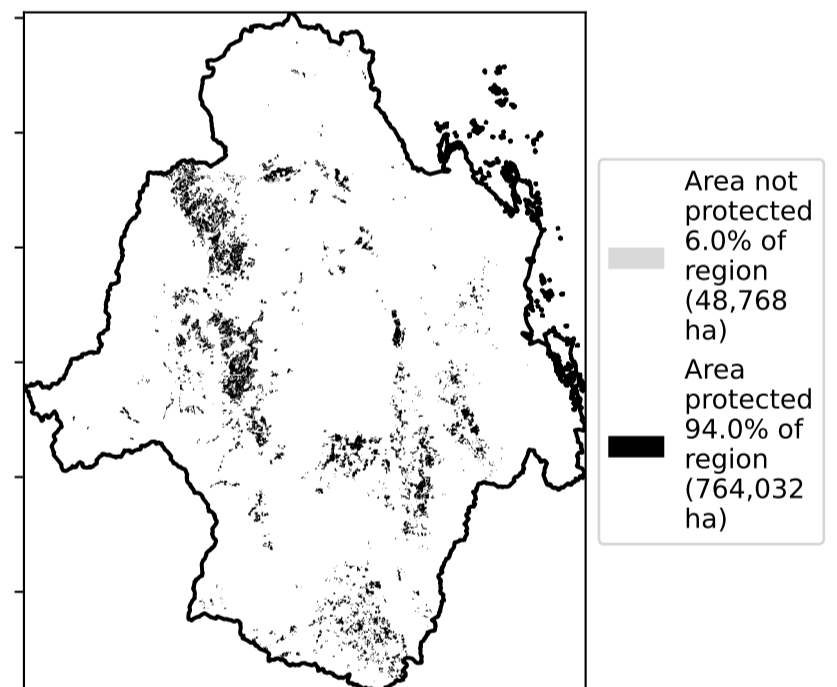 Area not
protected
6.0% of
region
(48,768
ha)
Area
protected
94.0% of
region
(764,032
ha)